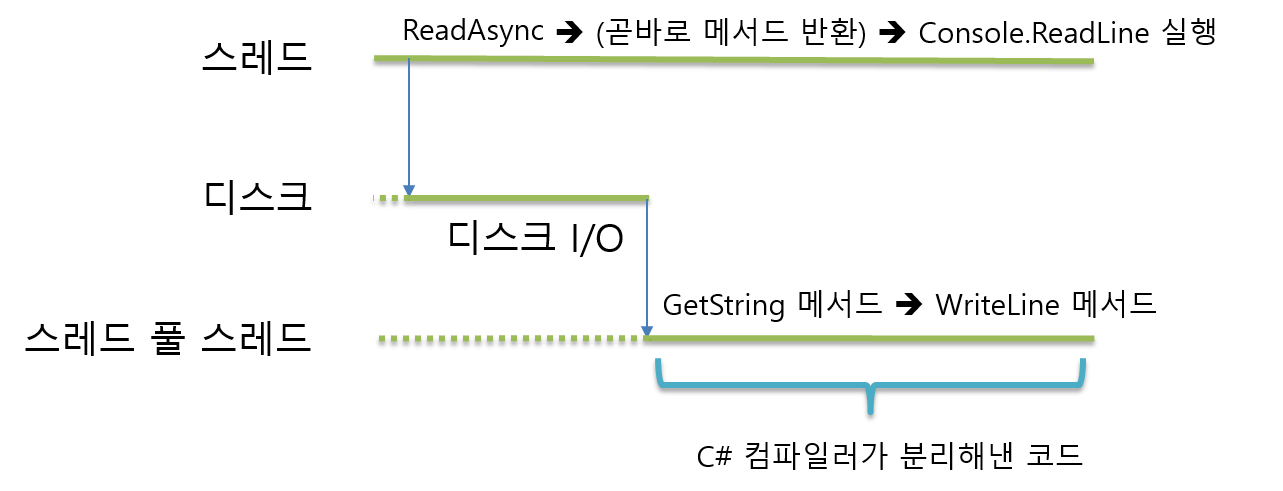 ReadAsync 🡺 (곧바로 메서드 반환) 🡺 Console.ReadLine 실행
스레드
디스크
디스크 I/O
GetString 메서드 🡺 WriteLine 메서드
스레드 풀 스레드
C# 컴파일러가 분리해낸 코드